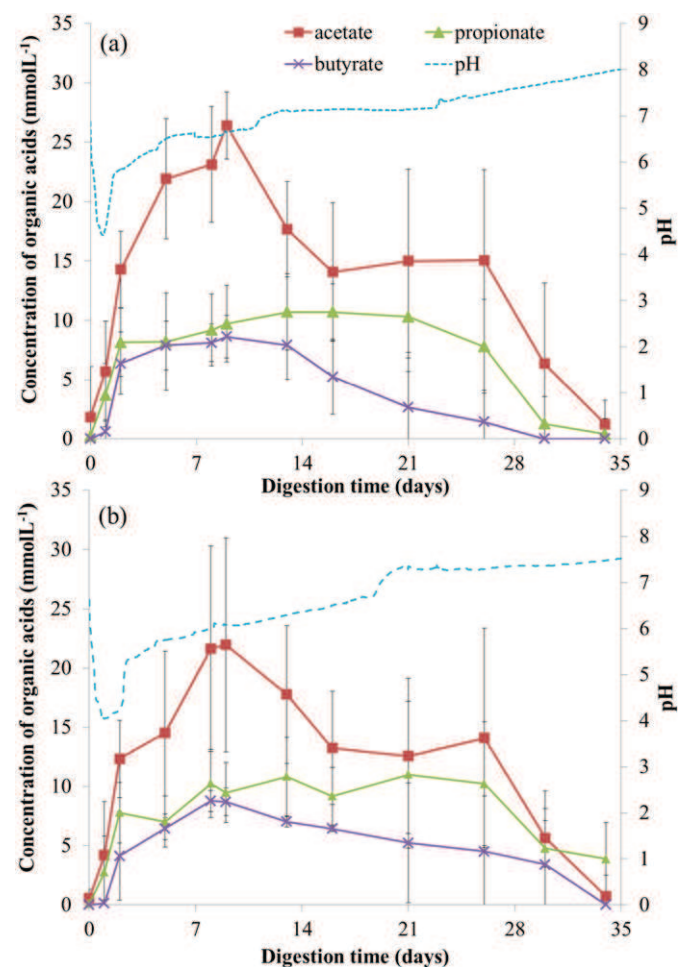 (a)
acetate
propionate
butyrate
pH
35
30
25
20
15
10
5
0
9
8
7
6
5
4
3
2
1
0
Concentration of organic acids (mmolL⁻¹)
pH
0 7 14 21 28 35
Digestion time (days)
(b)
35
30
25
20
15
10
5
0
9
8
7
6
5
4
3
2
1
0
Concentration of organic acids (mmolL⁻¹)
pH
0 7 14 21 28 35
Digestion time (days)